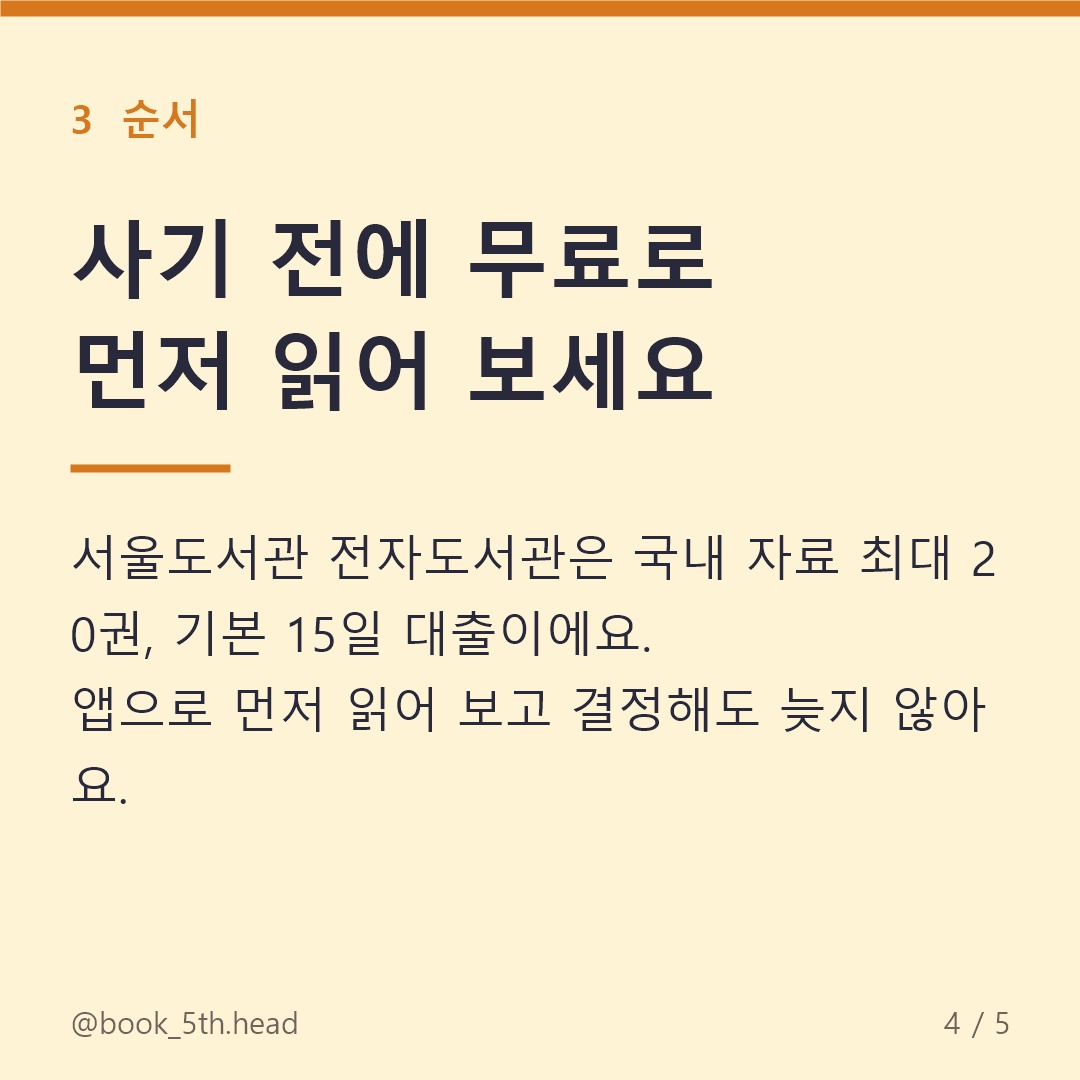 3 순서
사기 전에 무료로
먼저 읽어 보세요
서울도서관 전자도서관은 국내 자료 최대 2
0권, 기본 15일 대출이에요.
앱으로 먼저 읽어 보고 결정해도 늦지 않아
요.
@book_5th.head
4 / 5